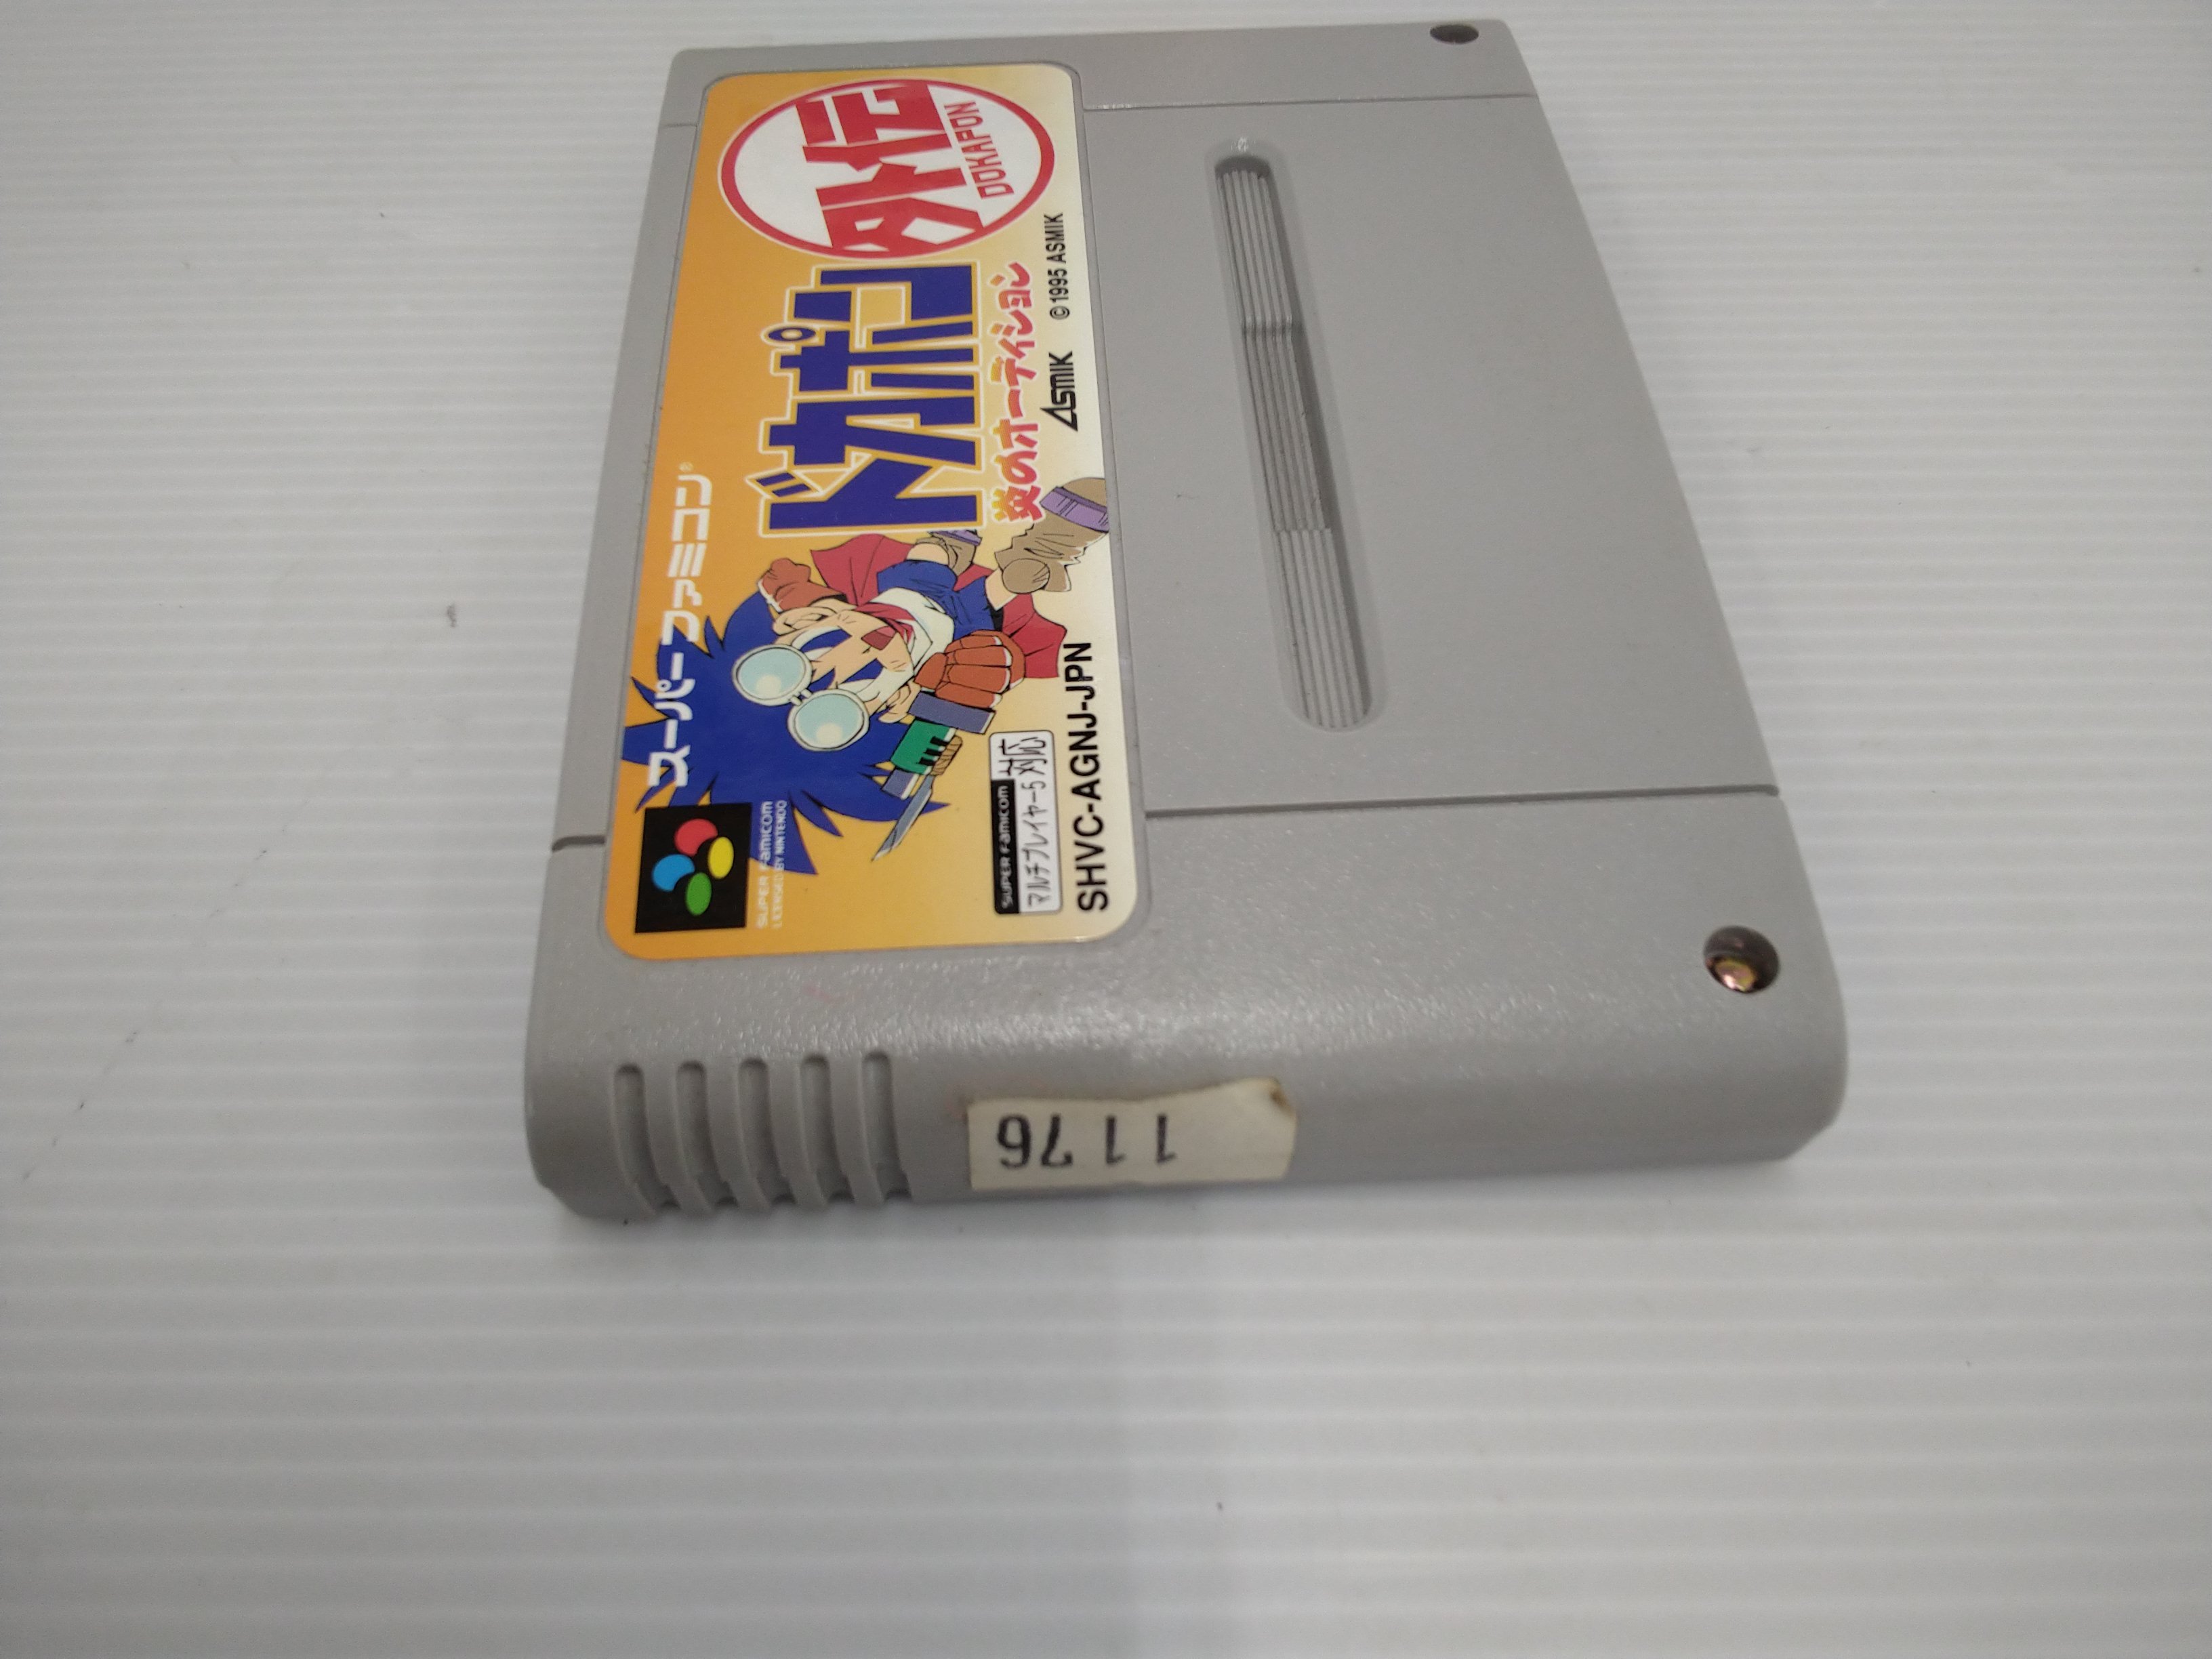 スーパーファミコン®
SUPER Famicom
LICENSED BY NINTENDO
ドカポン外伝
DOKAPON
炎のオーディション
ASMIK ©1995 ASMIK
SUPER Famicom
マルチプレイヤー5対応
SHVC-AGNJ-JPN
1176